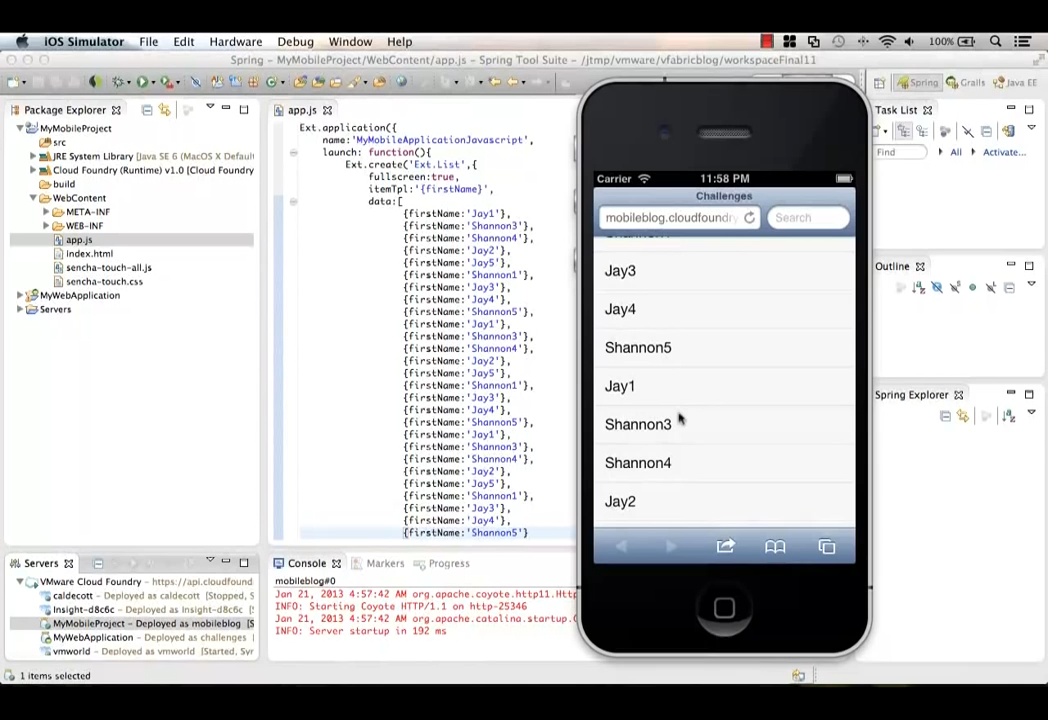 iOS Simulator File Edit Hardware Debug Window Help 100%
Spring – MyMobileProject/WebContent/app.js – Spring Tool Suite – /jtmp/vmware/vfabricblog/workspaceFinal11
Spring Grails Java EE
Package Explorer
MyMobileProject
src
JRE System Library [Java SE 6 (MacOS X Default
Cloud Foundry (Runtime) v1.0 [Cloud Foundry
build
WebContent
META-INF
WEB-INF
app.js
index.html
sencha-touch-all.js
sencha-touch.css
MyWebApplication
Servers
app.js
Ext.application({
name:'MyMobileApplicationJavascript',
launch: function(){
Ext.create('Ext.List',{
fullscreen:true,
itemTpl:'{firstName}',
data:[
{firstName:'Jay1'},
{firstName:'Shannon3'},
{firstName:'Shannon4'},
{firstName:'Jay2'},
{firstName:'Jay5'},
{firstName:'Shannon1'},
{firstName:'Jay3'},
{firstName:'Jay4'},
{firstName:'Shannon5'},
{firstName:'Jay1'},
{firstName:'Shannon3'},
{firstName:'Shannon4'},
{firstName:'Jay2'},
{firstName:'Jay5'},
{firstName:'Shannon1'},
{firstName:'Jay3'},
{firstName:'Jay4'},
{firstName:'Shannon5'},
{firstName:'Jay1'},
{firstName:'Shannon3'},
{firstName:'Shannon4'},
{firstName:'Jay2'},
{firstName:'Jay5'},
{firstName:'Shannon1'},
{firstName:'Jay3'},
{firstName:'Jay4'},
{firstName:'Shannon5'}
Carrier 11:58 PM
Challenges
mobileblog.cloudfoundry Search
Jay3
Jay4
Shannon5
Jay1
Shannon3
Shannon4
Jay2
Task List
Find All Activate...
Outline
Spring Explorer
Servers
VMware Cloud Foundry – https://api.cloudfound
caldecott – Deployed as caldecott [Stopped, S
Insight-d8c6c – Deployed as Insight-d8c6c [St
MyMobileProject – Deployed as mobileblog [S
MyWebApplication – Deployed as challenges
vmworld – Deployed as vmworld [Started, Syr
Console Markers Progress
mobileblog#0
Jan 21, 2013 4:57:42 AM org.apache.coyote.http11.Htt
INFO: Starting Coyote HTTP/1.1 on http-25346
Jan 21, 2013 4:57:42 AM org.apache.catalina.startup.C
INFO: Server startup in 192 ms
1 items selected